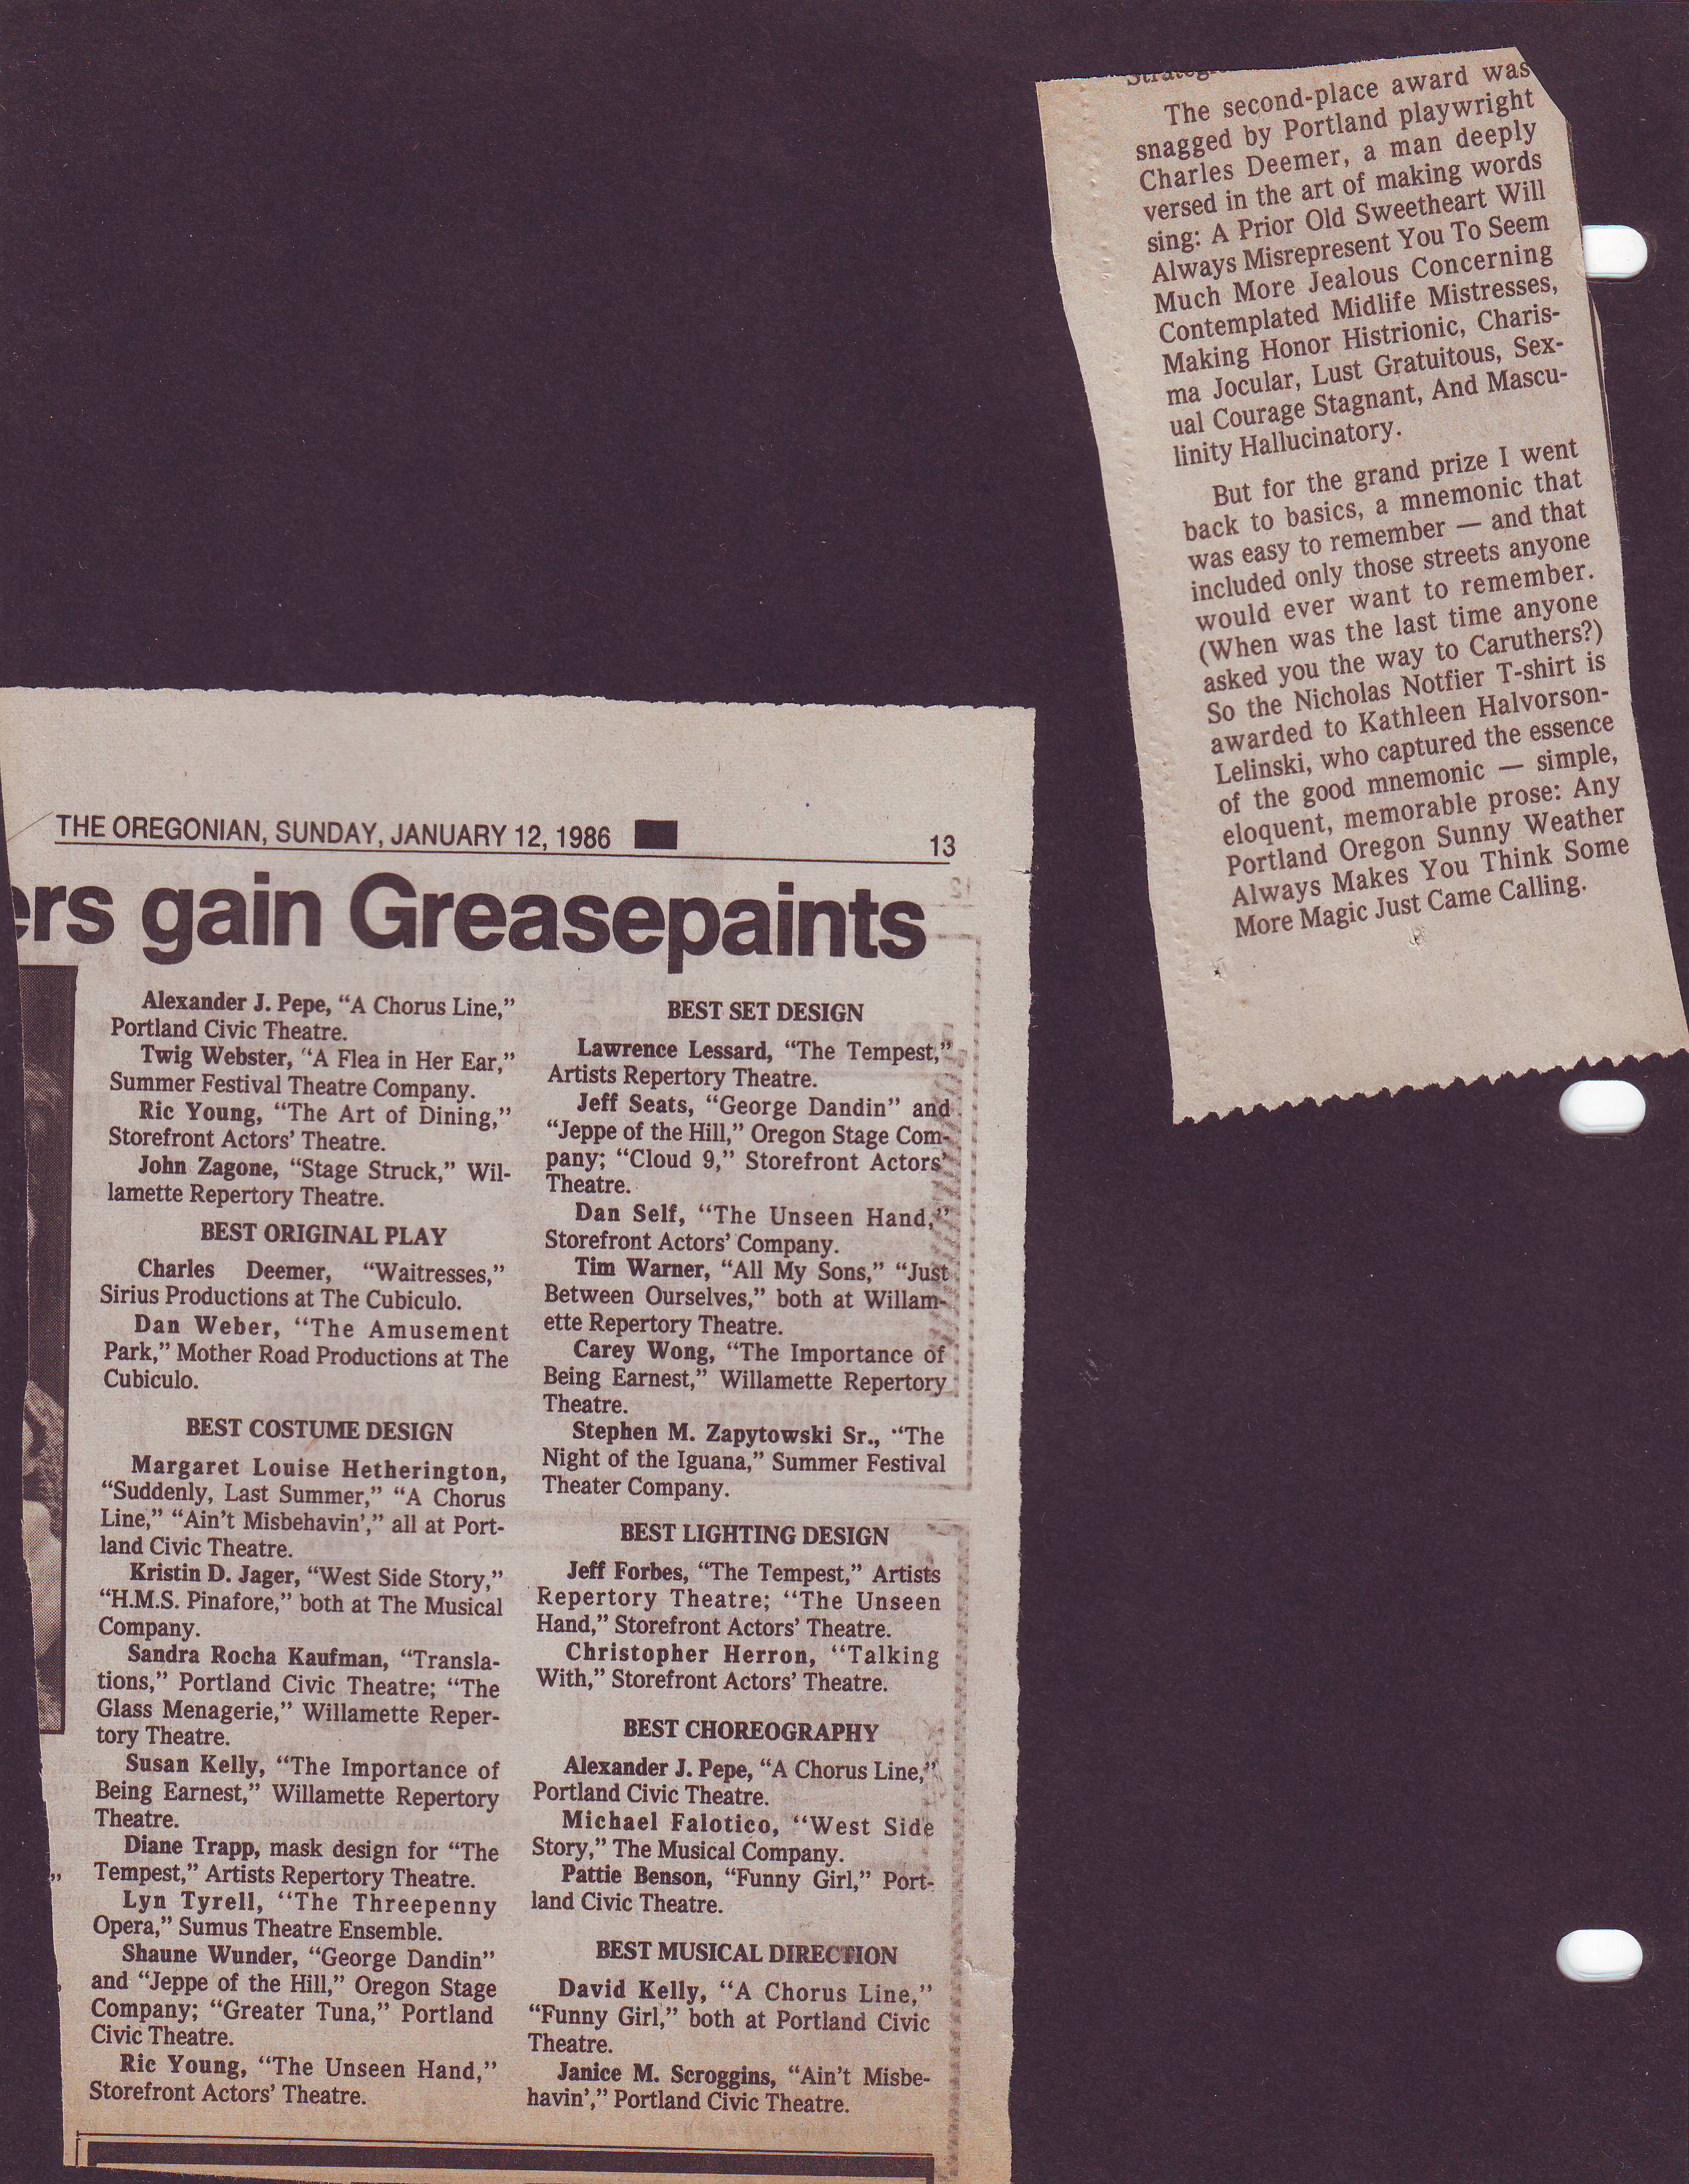 The second-place award was
snagged by Portland playwright
Charles Deemer, a man deeply
versed in the art of making words
sing: A Prior Old Sweetheart Will
Always Misrepresent You To Seem
Much More Jealous Concerning
Contemplated Midlife Mistresses,
Making Honor Histrionic, Charis-
ma Jocular, Lust Gratuitous, Sex-
ual Courage Stagnant, And Mascu-
linity Hallucinatory.
But for the grand prize I went
back to basics, a mnemonic that
was easy to remember — and that
included only those streets anyone
would ever want to remember.
(When was the last time anyone
asked you the way to Caruthers?)
So the Nicholas Notfier T-shirt is
awarded to Kathleen Halvorson-
Lelinski, who captured the essence
of the good mnemonic — simple,
eloquent, memorable prose: Any
Portland Oregon Sunny Weather
Always Makes You Think Some
More Magic Just Came Calling.
THE OREGONIAN, SUNDAY, JANUARY 12, 1986 13
ers gain Greasepaints
Alexander J. Pepe, “A Chorus Line,”
Portland Civic Theatre.
Twig Webster, “A Flea in Her Ear,”
Summer Festival Theatre Company.
Ric Young, “The Art of Dining,”
Storefront Actors’ Theatre.
John Zagone, “Stage Struck,” Wil-
lamette Repertory Theatre.
BEST ORIGINAL PLAY
Charles Deemer, “Waitresses,”
Sirius Productions at The Cubiculo.
Dan Weber, “The Amusement
Park,” Mother Road Productions at The
Cubiculo.
BEST COSTUME DESIGN
Margaret Louise Hetherington,
“Suddenly, Last Summer,” “A Chorus
Line,” “Ain’t Misbehavin’,” all at Port-
land Civic Theatre.
Kristin D. Jager, “West Side Story,”
“H.M.S. Pinafore,” both at The Musical
Company.
Sandra Rocha Kaufman, “Transla-
tions,” Portland Civic Theatre; “The
Glass Menagerie,” Willamette Reper-
tory Theatre.
Susan Kelly, “The Importance of
Being Earnest,” Willamette Repertory
Theatre.
Diane Trapp, mask design for “The
Tempest,” Artists Repertory Theatre.
Lyn Tyrell, “The Threepenny
Opera,” Sumus Theatre Ensemble.
Shaune Wunder, “George Dandin”
and “Jeppe of the Hill,” Oregon Stage
Company; “Greater Tuna,” Portland
Civic Theatre.
Ric Young, “The Unseen Hand,”
Storefront Actors’ Theatre.
BEST SET DESIGN
Lawrence Lessard, “The Tempest,”
Artists Repertory Theatre.
Jeff Seats, “George Dandin” and
“Jeppe of the Hill,” Oregon Stage Com-
pany; “Cloud 9,” Storefront Actors’
Theatre.
Dan Self, “The Unseen Hand,”
Storefront Actors’ Company.
Tim Warner, “All My Sons,” “Just
Between Ourselves,” both at Willam-
ette Repertory Theatre.
Carey Wong, “The Importance of
Being Earnest,” Willamette Repertory
Theatre.
Stephen M. Zapytowski Sr., “The
Night of the Iguana,” Summer Festival
Theater Company.
BEST LIGHTING DESIGN
Jeff Forbes, “The Tempest,” Artists
Repertory Theatre; “The Unseen
Hand,” Storefront Actors’ Theatre.
Christopher Herron, “Talking
With,” Storefront Actors’ Theatre.
BEST CHOREOGRAPHY
Alexander J. Pepe, “A Chorus Line,”
Portland Civic Theatre.
Michael Falotico, “West Side
Story,” The Musical Company.
Pattie Benson, “Funny Girl,” Port-
land Civic Theatre.
BEST MUSICAL DIRECTION
David Kelly, “A Chorus Line,”
“Funny Girl,” both at Portland Civic
Theatre.
Janice M. Scroggins, “Ain’t Misbe-
havin’,” Portland Civic Theatre.